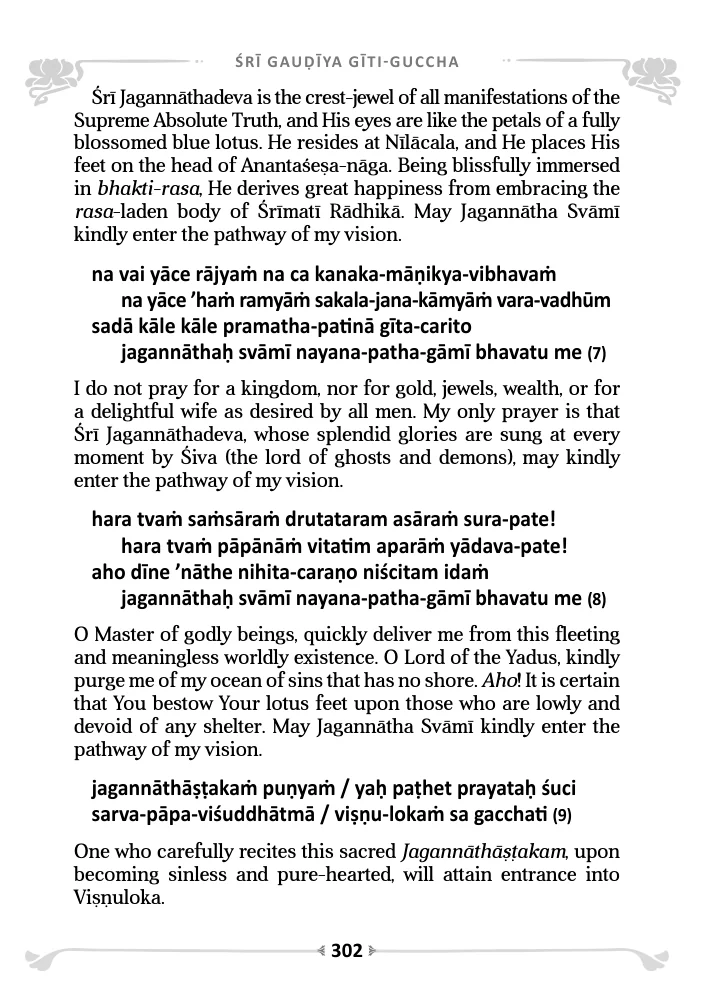 ŚRĪ GAUḌĪYA GĪTI-GUCCHA
Śrī Jagannāthadeva is the crest-jewel of all manifestations of the
Supreme Absolute Truth, and His eyes are like the petals of a fully
blossomed blue lotus. He resides at Nīlācala, and He places His
feet on the head of Anantaśeṣa-nāga. Being blissfully immersed
in bhakti-rasa, He derives great happiness from embracing the
rasa-laden body of Śrīmatī Rādhikā. May Jagannātha Svāmī
kindly enter the pathway of my vision.
na vai yāce rājyaṁ na ca kanaka-māṇikya-vibhavaṁ
na yāce ’haṁ ramyāṁ sakala-jana-kāmyāṁ vara-vadhūm
sadā kāle kāle pramatha-patinā gīta-carito
jagannāthaḥ svāmī nayana-patha-gāmī bhavatu me (7)
I do not pray for a kingdom, nor for gold, jewels, wealth, or for
a delightful wife as desired by all men. My only prayer is that
Śrī Jagannāthadeva, whose splendid glories are sung at every
moment by Śiva (the lord of ghosts and demons), may kindly
enter the pathway of my vision.
hara tvaṁ saṁsāraṁ drutataram asāraṁ sura-pate!
hara tvaṁ pāpānāṁ vitatim aparāṁ yādava-pate!
aho dīne ’nāthe nihita-caraṇo niścitam idaṁ
jagannāthaḥ svāmī nayana-patha-gāmī bhavatu me (8)
O Master of godly beings, quickly deliver me from this fleeting
and meaningless worldly existence. O Lord of the Yadus, kindly
purge me of my ocean of sins that has no shore. Aho! It is certain
that You bestow Your lotus feet upon those who are lowly and
devoid of any shelter. May Jagannātha Svāmī kindly enter the
pathway of my vision.
jagannāthāṣṭakaṁ puṇyaṁ / yaḥ paṭhet prayataḥ śuci
sarva-pāpa-viśuddhātmā / viṣṇu-lokaṁ sa gacchati (9)
One who carefully recites this sacred Jagannāthāṣṭakam, upon
becoming sinless and pure-hearted, will attain entrance into
Viṣṇuloka.
302